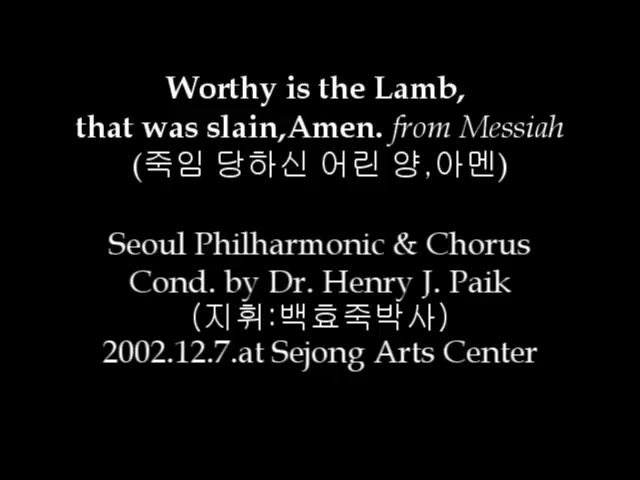 Worthy is the Lamb,
that was slain,Amen. from Messiah
(죽임 당하신 어린 양,아멘)
Seoul Philharmonic & Chorus
Cond. by Dr. Henry J. Paik
(지휘:백효죽박사)
2002.12.7.at Sejong Arts Center